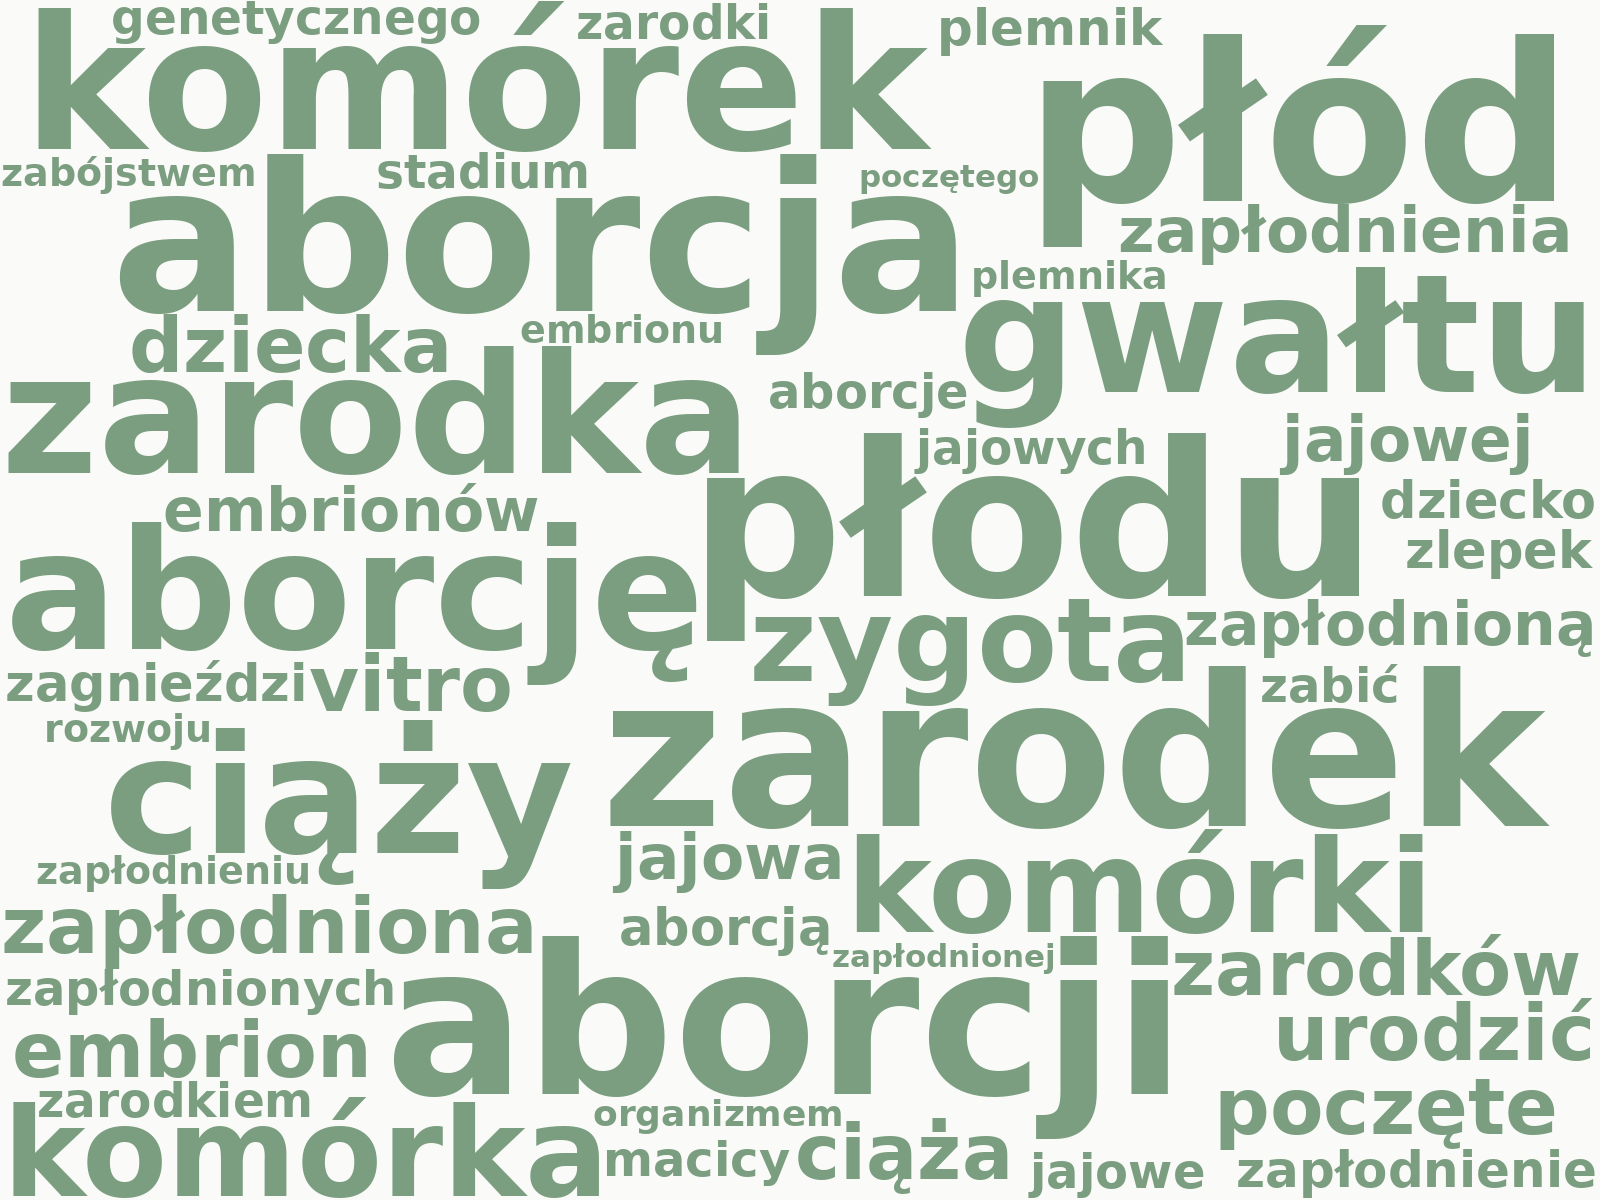 genetycznego
zarodki
plemnik
komórek
płód
zabójstwem
stadium
poczętego
aborcja
zapłodnienia
plemnika
gwałtu
dziecka
embrionu
zarodka
aborcje
jajowych
jajowej
embrionów
płodu
dziecko
zlepek
aborcję
zygota
zapłodnioną
zagnieździ
vitro
zabić
rozwoju
zarodek
ciąży
jajowa
komórki
zapłodnieniu
zapłodniona
aborcją
zapłodnionej
zarodków
zapłodnionych
aborcji
urodzić
embrion
zarodkiem
organizmem
poczęte
komórka
macicy
ciąża
jajowe
zapłodnienie